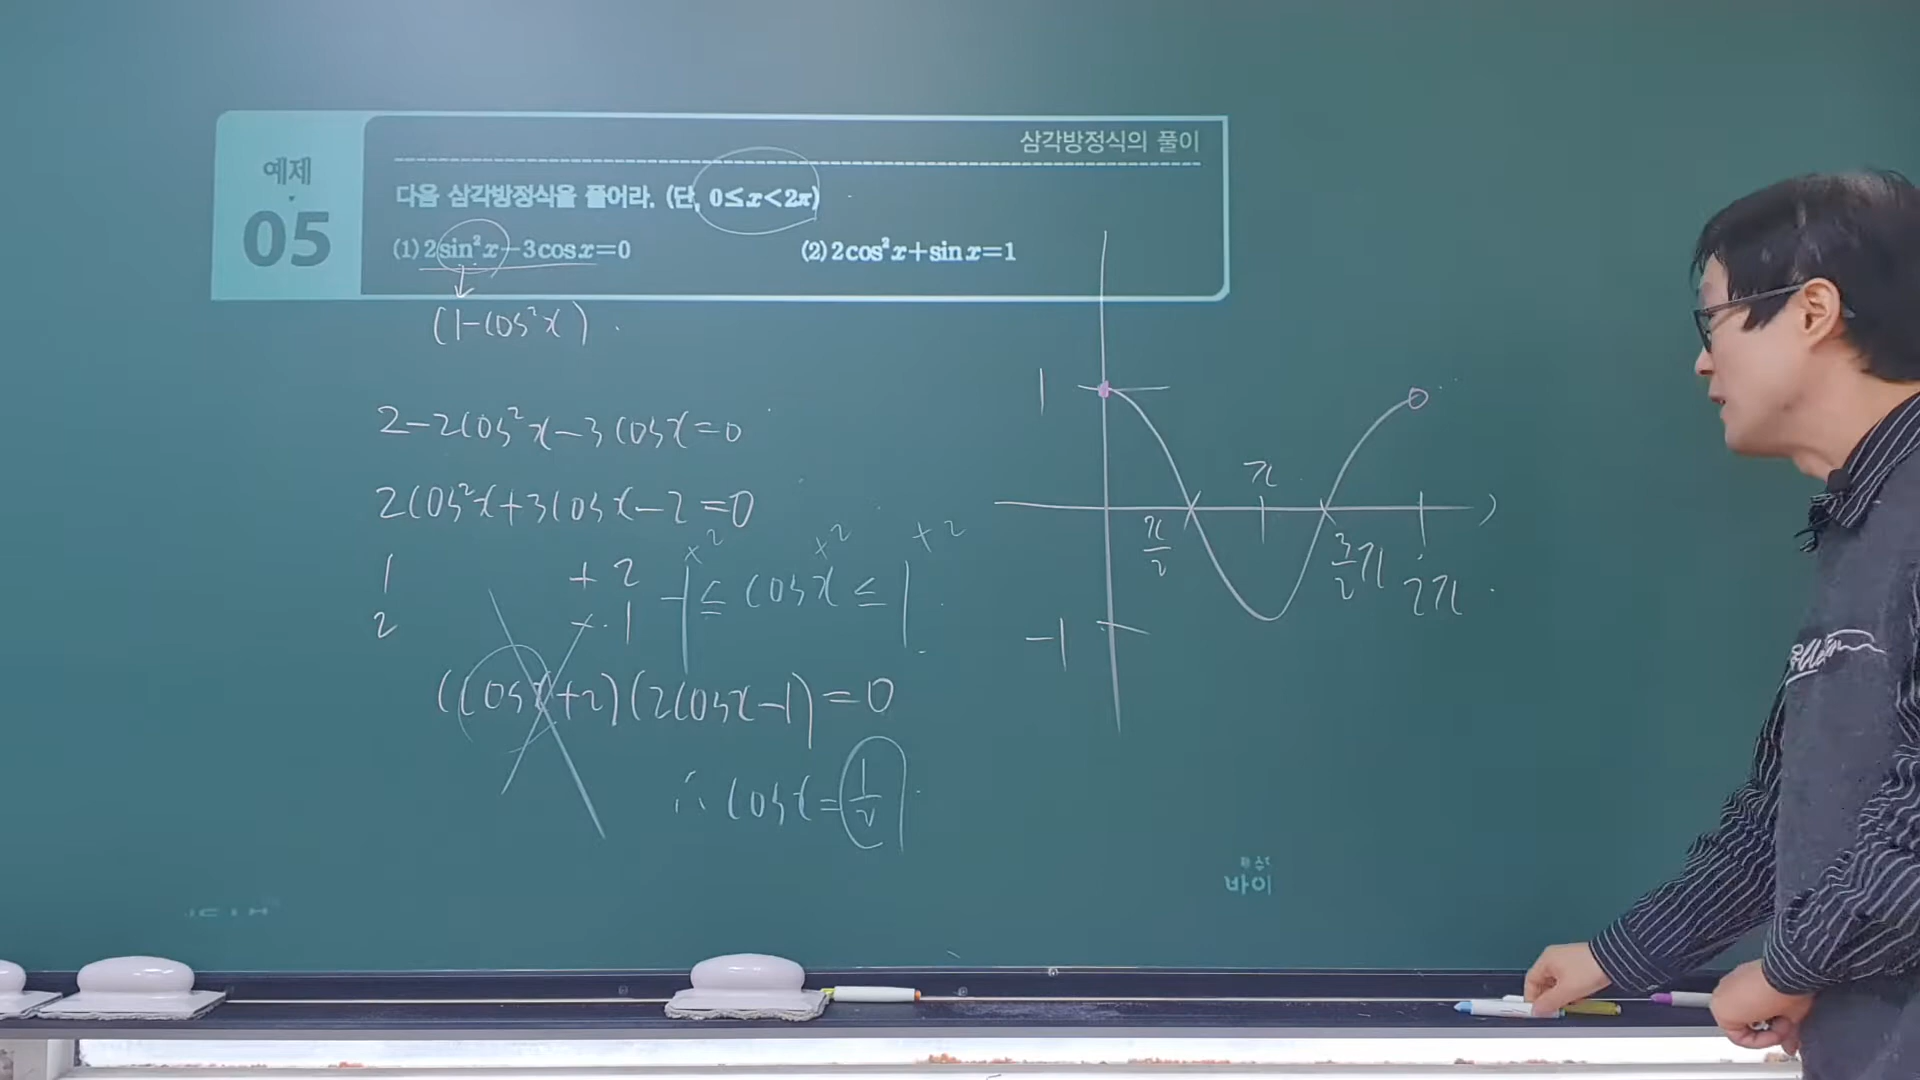 삼각방정식의 풀이
예제
05
다음 삼각방정식을 풀어라. (단, 0≤x<2π)
(1) 2sin²x-3cosx=0
(2) 2cos²x+sinx=1
(1-cos²x)
2-2cos²x-3cosx=0
2cos²x+3cosx-2=0
+2 +2 +2
1 +2
-1≤cosx≤1
2 -1
(cosx+2)(2cosx-1)=0
∴ cosx=1/2
1
π
π/2
3/2π
2π
-1
바이